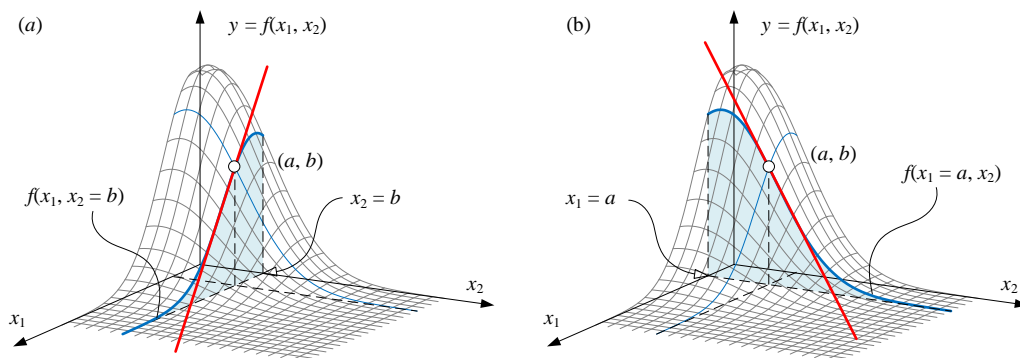 (a)
y = f(x₁, x₂)
(a, b)
f(x₁, x₂ = b)
x₂ = b
x₂
x₁
(b)
y = f(x₁, x₂)
(a, b)
f(x₁ = a, x₂)
x₁ = a
x₂
x₁